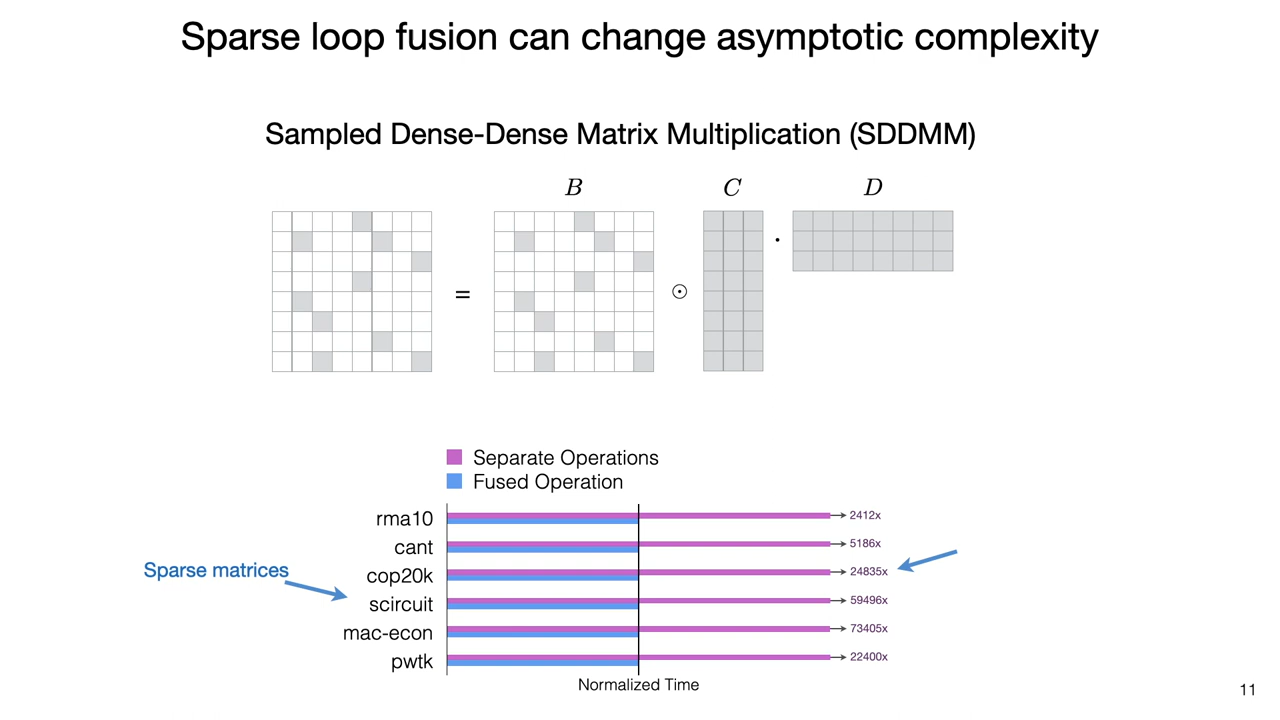 Sparse loop fusion can change asymptotic complexity
Sampled Dense-Dense Matrix Multiplication (SDDMM)
B
C
D
=
⊙
·
Separate Operations
Fused Operation
rma10
2412x
cant
5186x
cop20k
24835x
Sparse matrices
scircuit
59496x
mac-econ
73405x
pwtk
22400x
Normalized Time
11